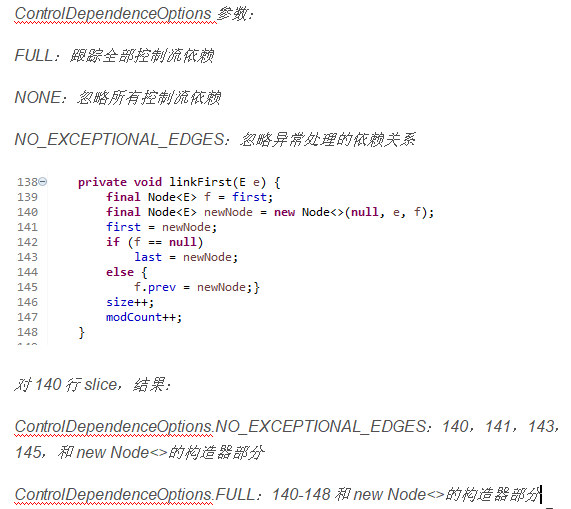 ControlDependenceOptions 参数：
FULL：跟踪全部控制流依赖
NONE：忽略所有控制流依赖
NO_EXCEPTIONAL_EDGES：忽略异常处理的依赖关系
138 private void linkFirst(E e) {
139 final Node<E> f = first;
140 final Node<E> newNode = new Node<>(null, e, f);
141 first = newNode;
142 if (f == null)
143 last = newNode;
144 else {
145 f.prev = newNode;}
146 size++;
147 modCount++;
148 }
对 140 行 slice，结果：
ControlDependenceOptions.NO_EXCEPTIONAL_EDGES：140，141，143，
145，和 new Node<>的构造器部分
ControlDependenceOptions.FULL：140-148 和 new Node<>的构造器部分